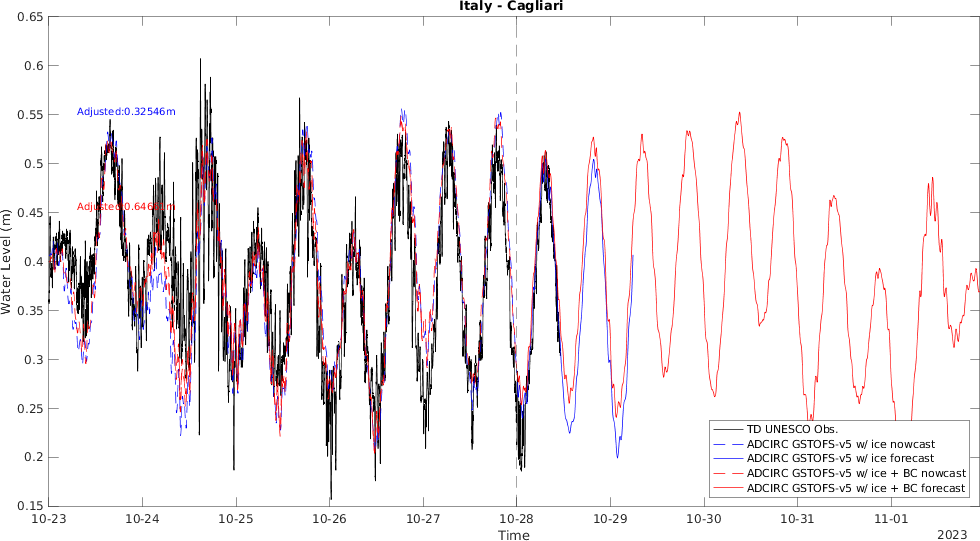 Italy - Cagliari
0.65
0.6
0.55
0.5
0.45
0.4
0.35
0.3
0.25
0.2
0.15
Water Level (m)
Adjusted:0.32546m
10-23
10-24
10-25
10-26
10-27
10-28
10-29
10-30
10-31
11-01
Time
2023
TD UNESCO Obs.
ADCIRC GSTOFS-v5 w/ ice nowcast
ADCIRC GSTOFS-v5 w/ ice forecast
ADCIRC GSTOFS-v5 w/ ice + BC nowcast
ADCIRC GSTOFS-v5 w/ ice + BC forecast